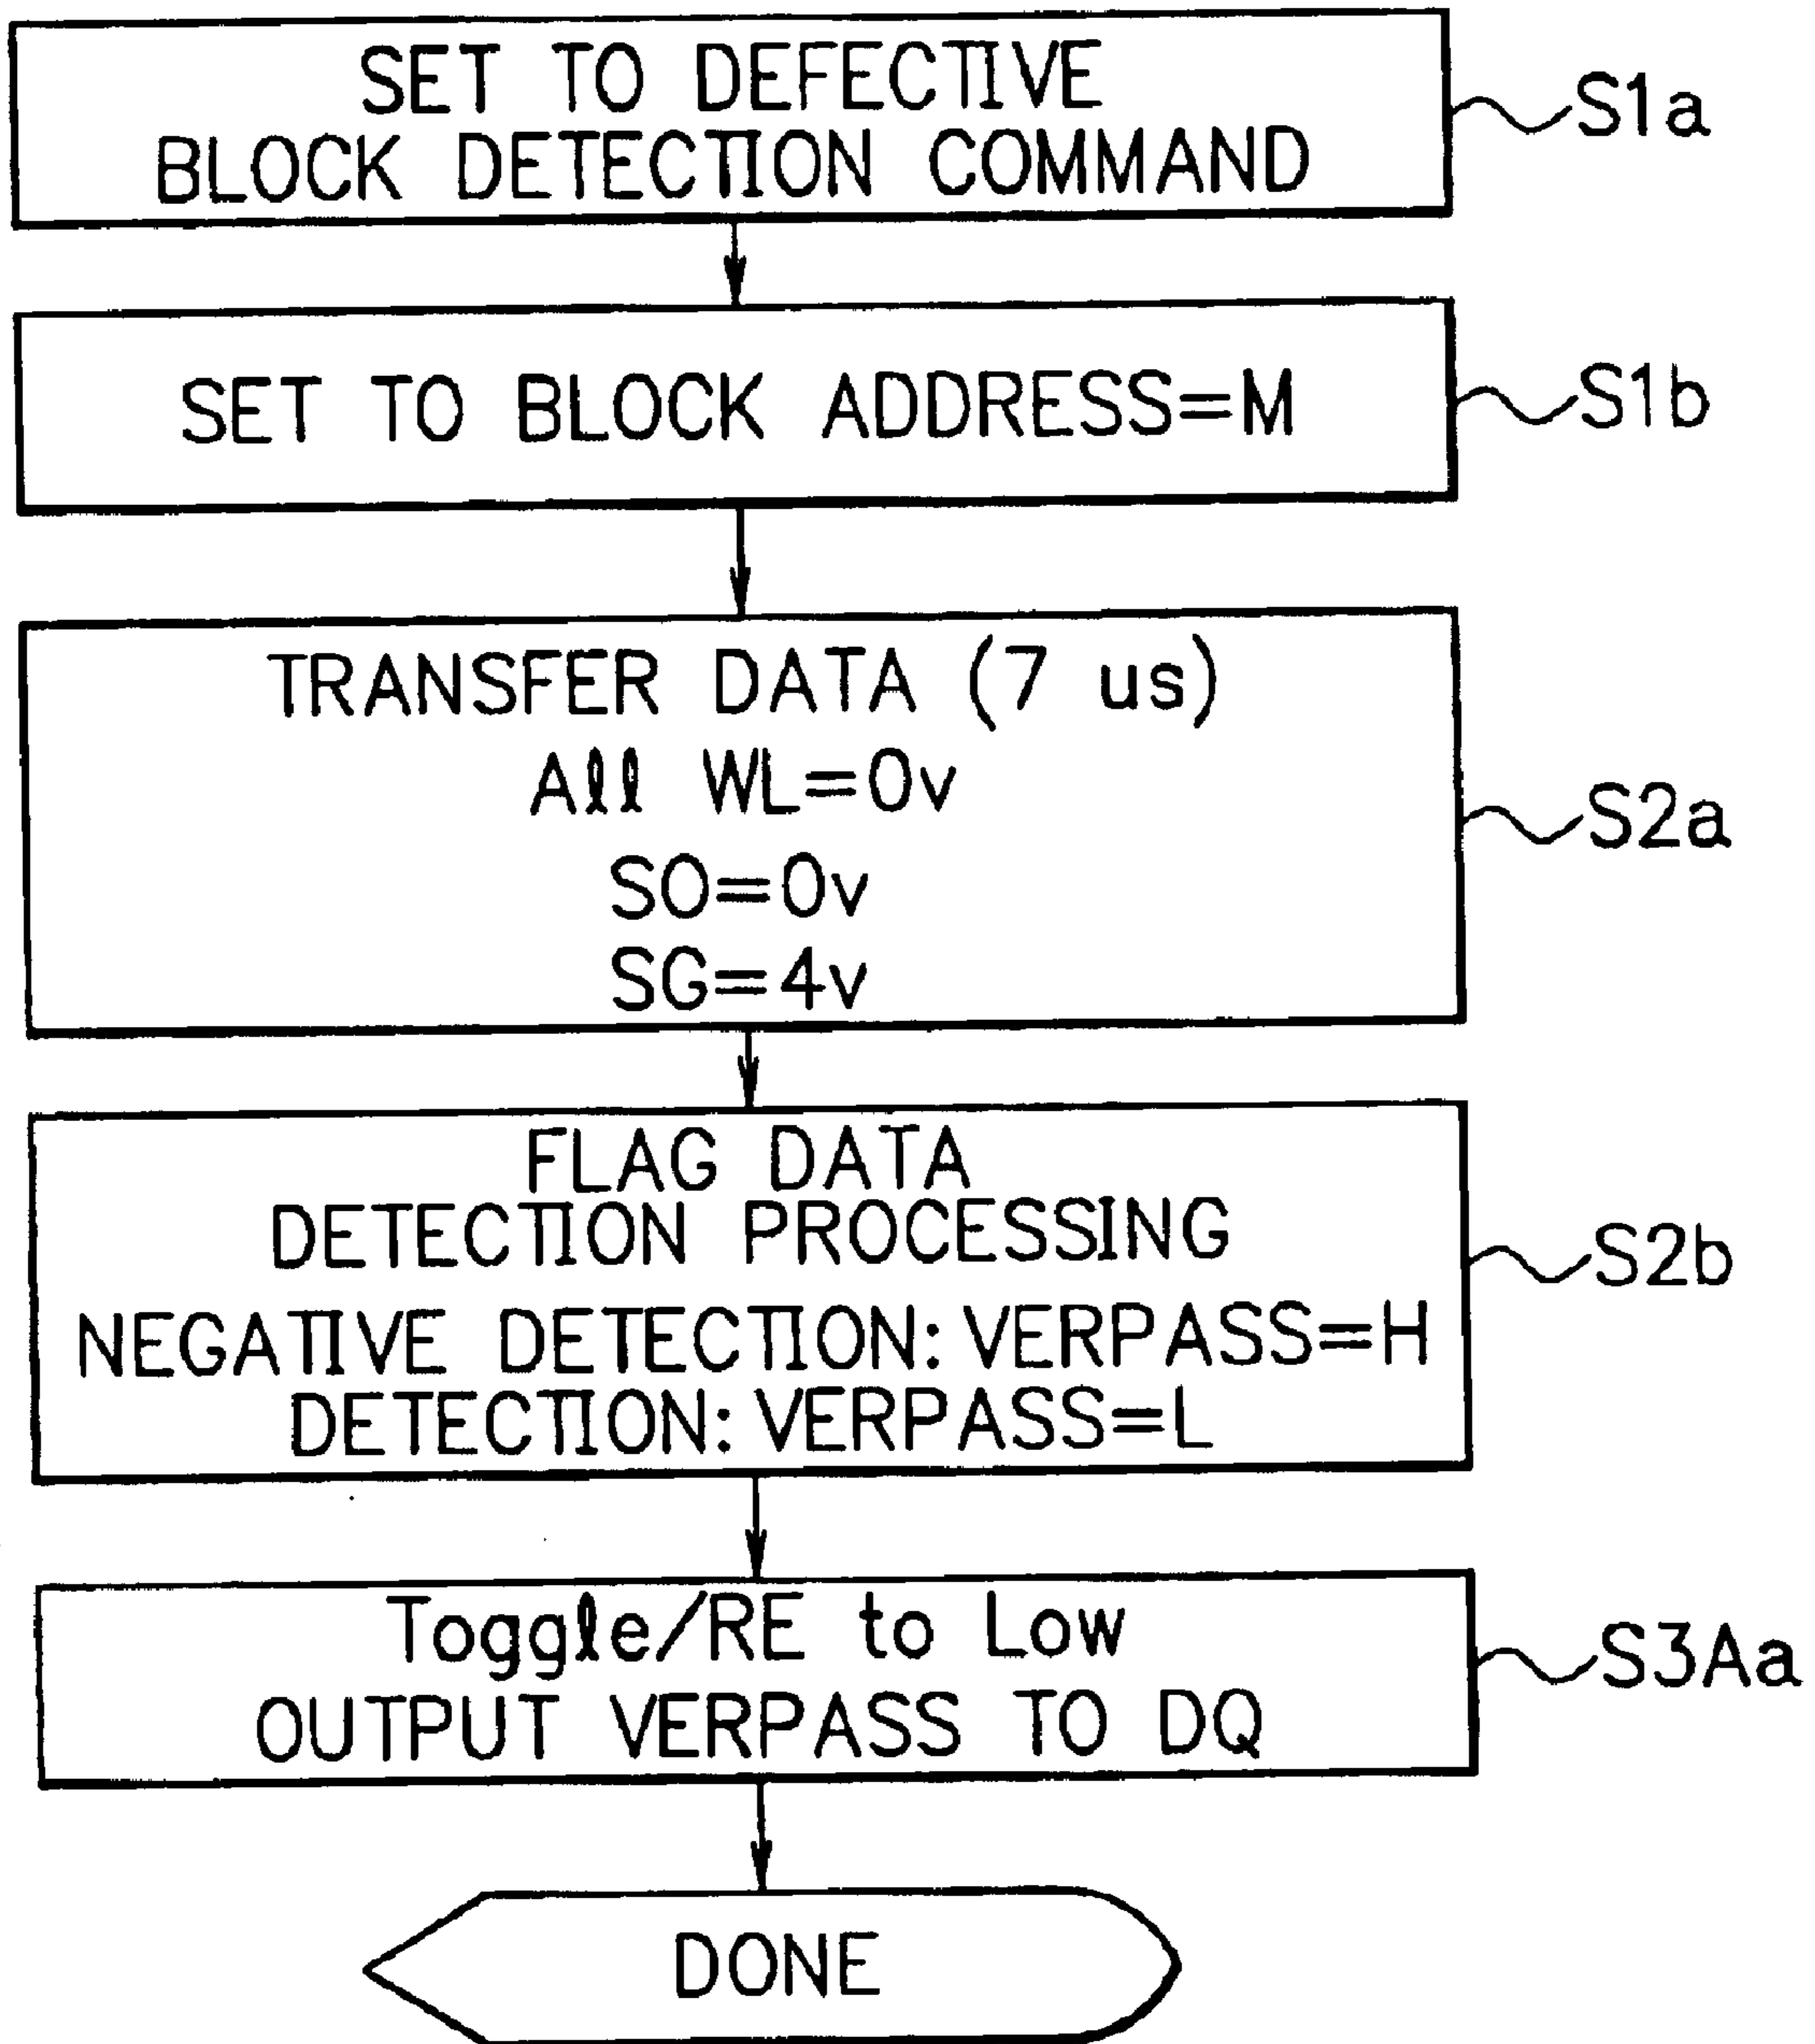 SET TO DEFECTIVE
BLOCK DETECTION COMMAND
S1a
SET TO BLOCK ADDRESS=M
S1b
TRANSFER DATA (7 us)
All WL=0v
SO=0v
SG=4v
S2a
FLAG DATA
DETECTION PROCESSING
NEGATIVE DETECTION: VERPASS=H
DETECTION: VERPASS=L
S2b
Toggle/RE to Low
OUTPUT VERPASS TO DQ
S3Aa
DONE